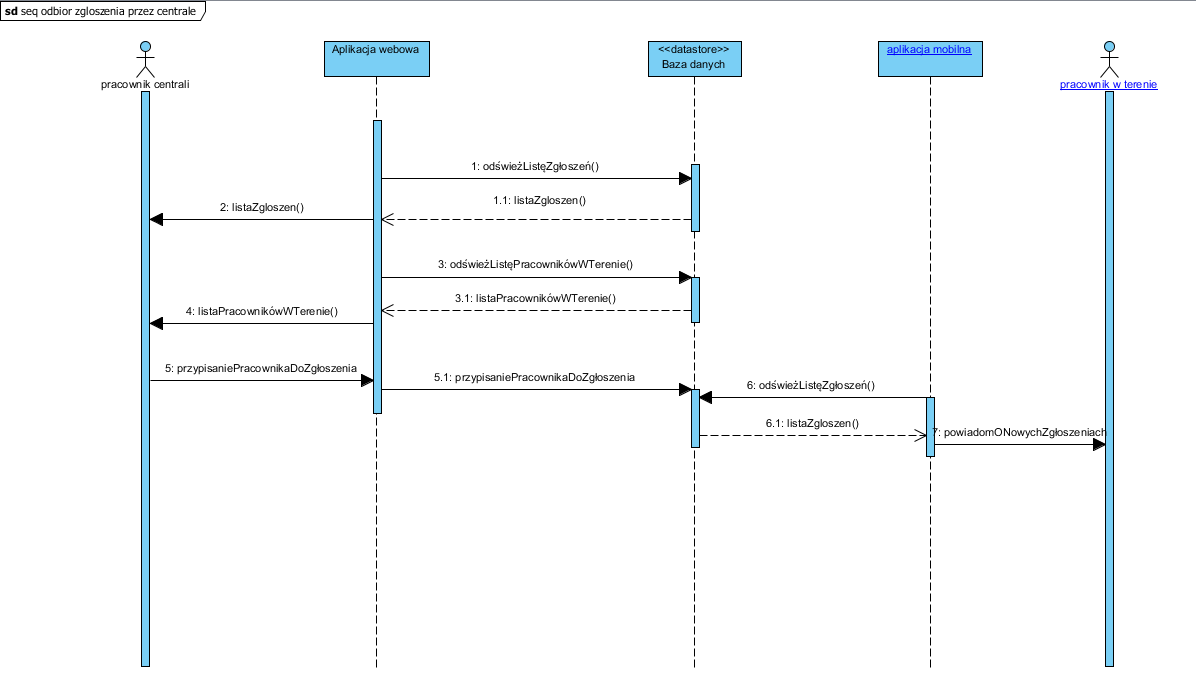 sd seq odbior zgloszenia przez centrale
pracownik centrali
Aplikacja webowa
<<datastore>>
Baza danych
aplikacja mobilna
pracownik w terenie
1: odświeżListęZgłoszeń()
1.1: listaZgloszen()
2: listaZgloszen()
3: odświeżListęPracownikówWTerenie()
3.1: listaPracownikówWTerenie()
4: listaPracownikówWTerenie()
5: przypisaniePracownikaDoZgłoszenia
5.1: przypisaniePracownikaDoZgłoszenia
6: odświeżListęZgłoszeń()
6.1: listaZgloszen()
7: powiadomONowychZgłoszeniach